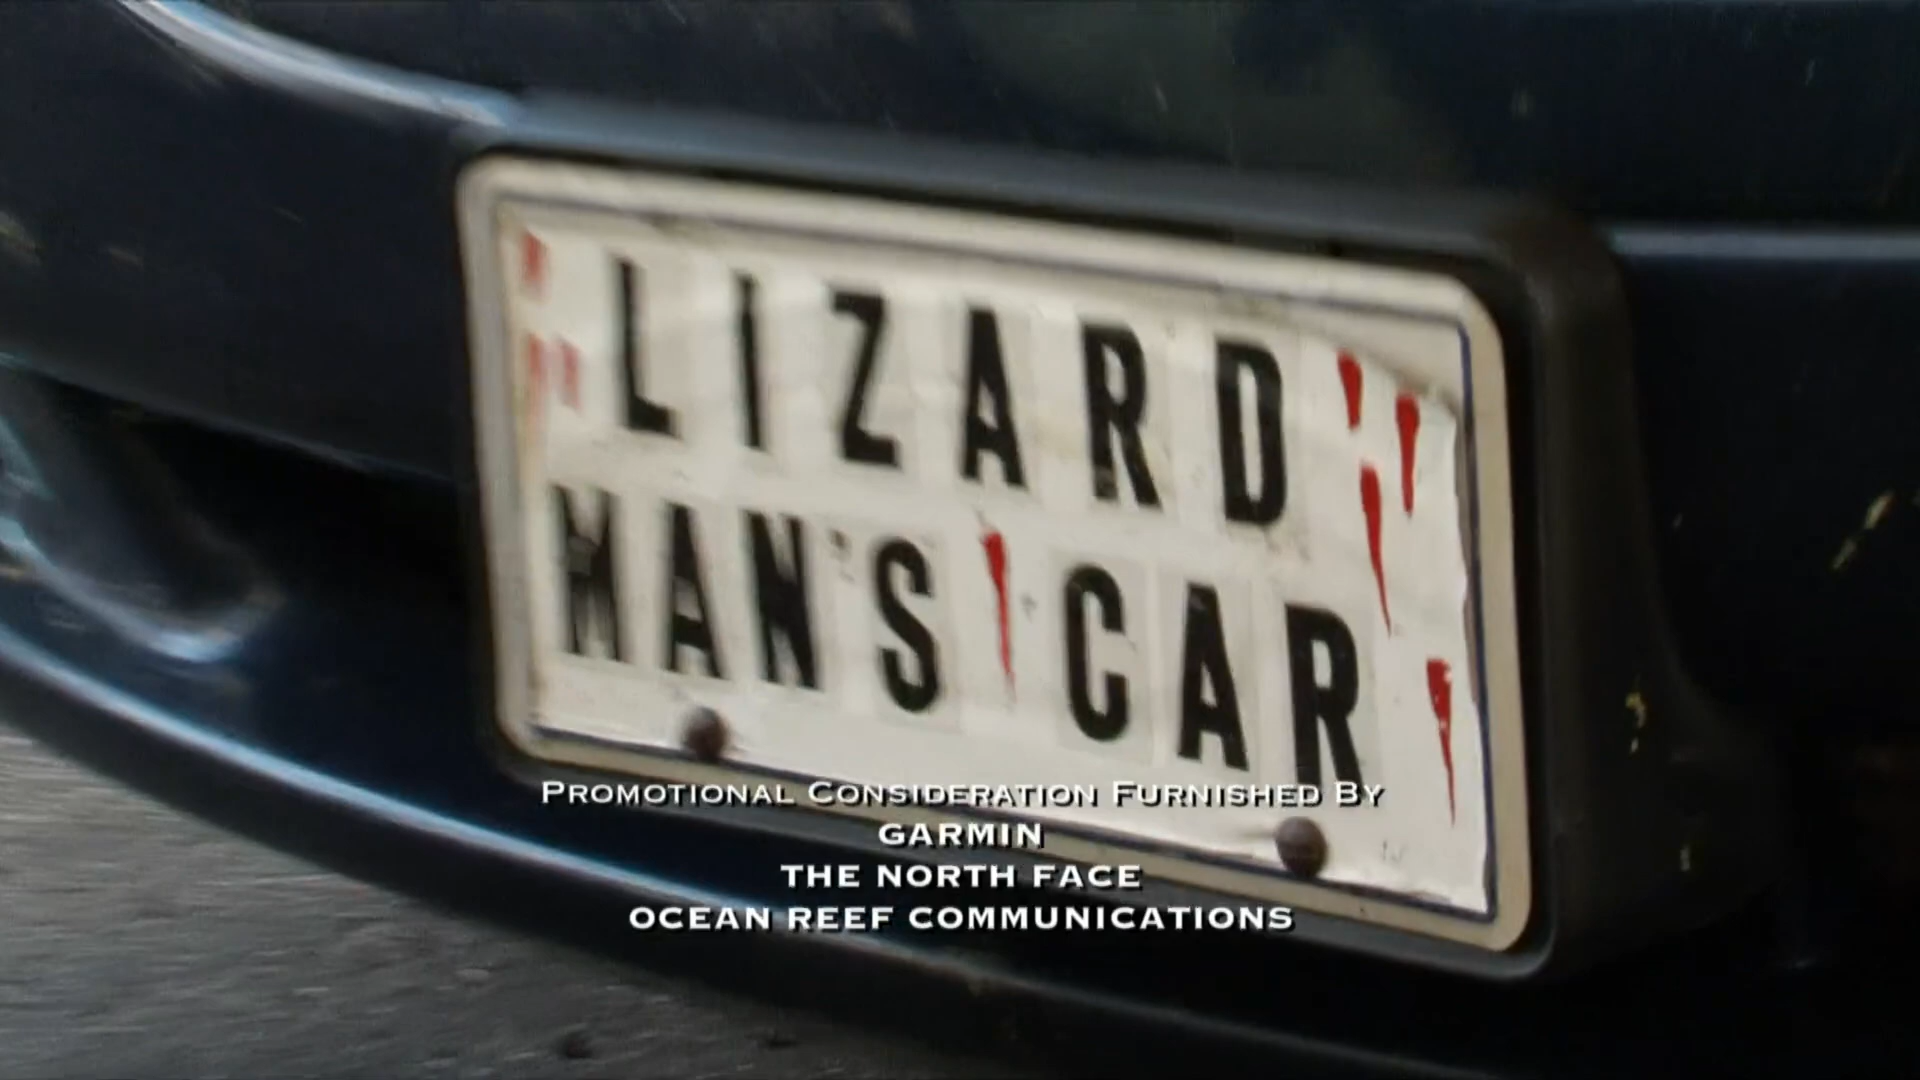 LIZARD
MAN'S CAR
PROMOTIONAL CONSIDERATION FURNISHED BY
GARMIN
THE NORTH FACE
OCEAN REEF COMMUNICATIONS